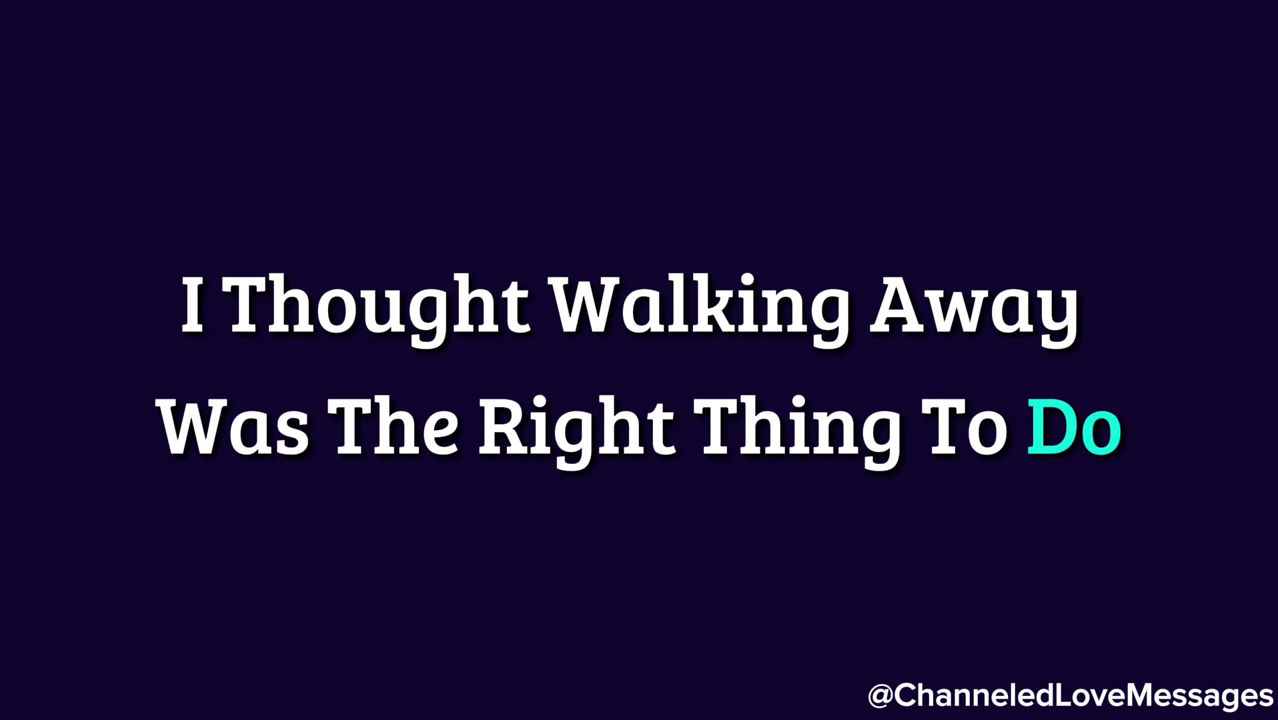 I Thought Walking Away
Was The Right Thing To Do
@ChanneledLoveMessages